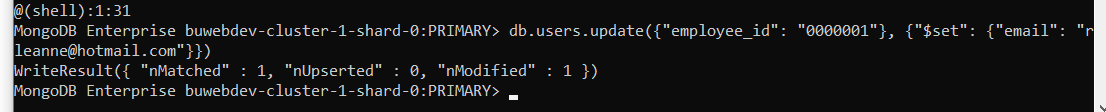 @(shell):1:31
MongoDB Enterprise buwebdev-cluster-1-shard-0:PRIMARY> db.users.update({"employee_id": "0000001"}, {"$set": {"email": "r
leanne@hotmail.com"}})
WriteResult({ "nMatched" : 1, "nUpserted" : 0, "nModified" : 1 })
MongoDB Enterprise buwebdev-cluster-1-shard-0:PRIMARY>